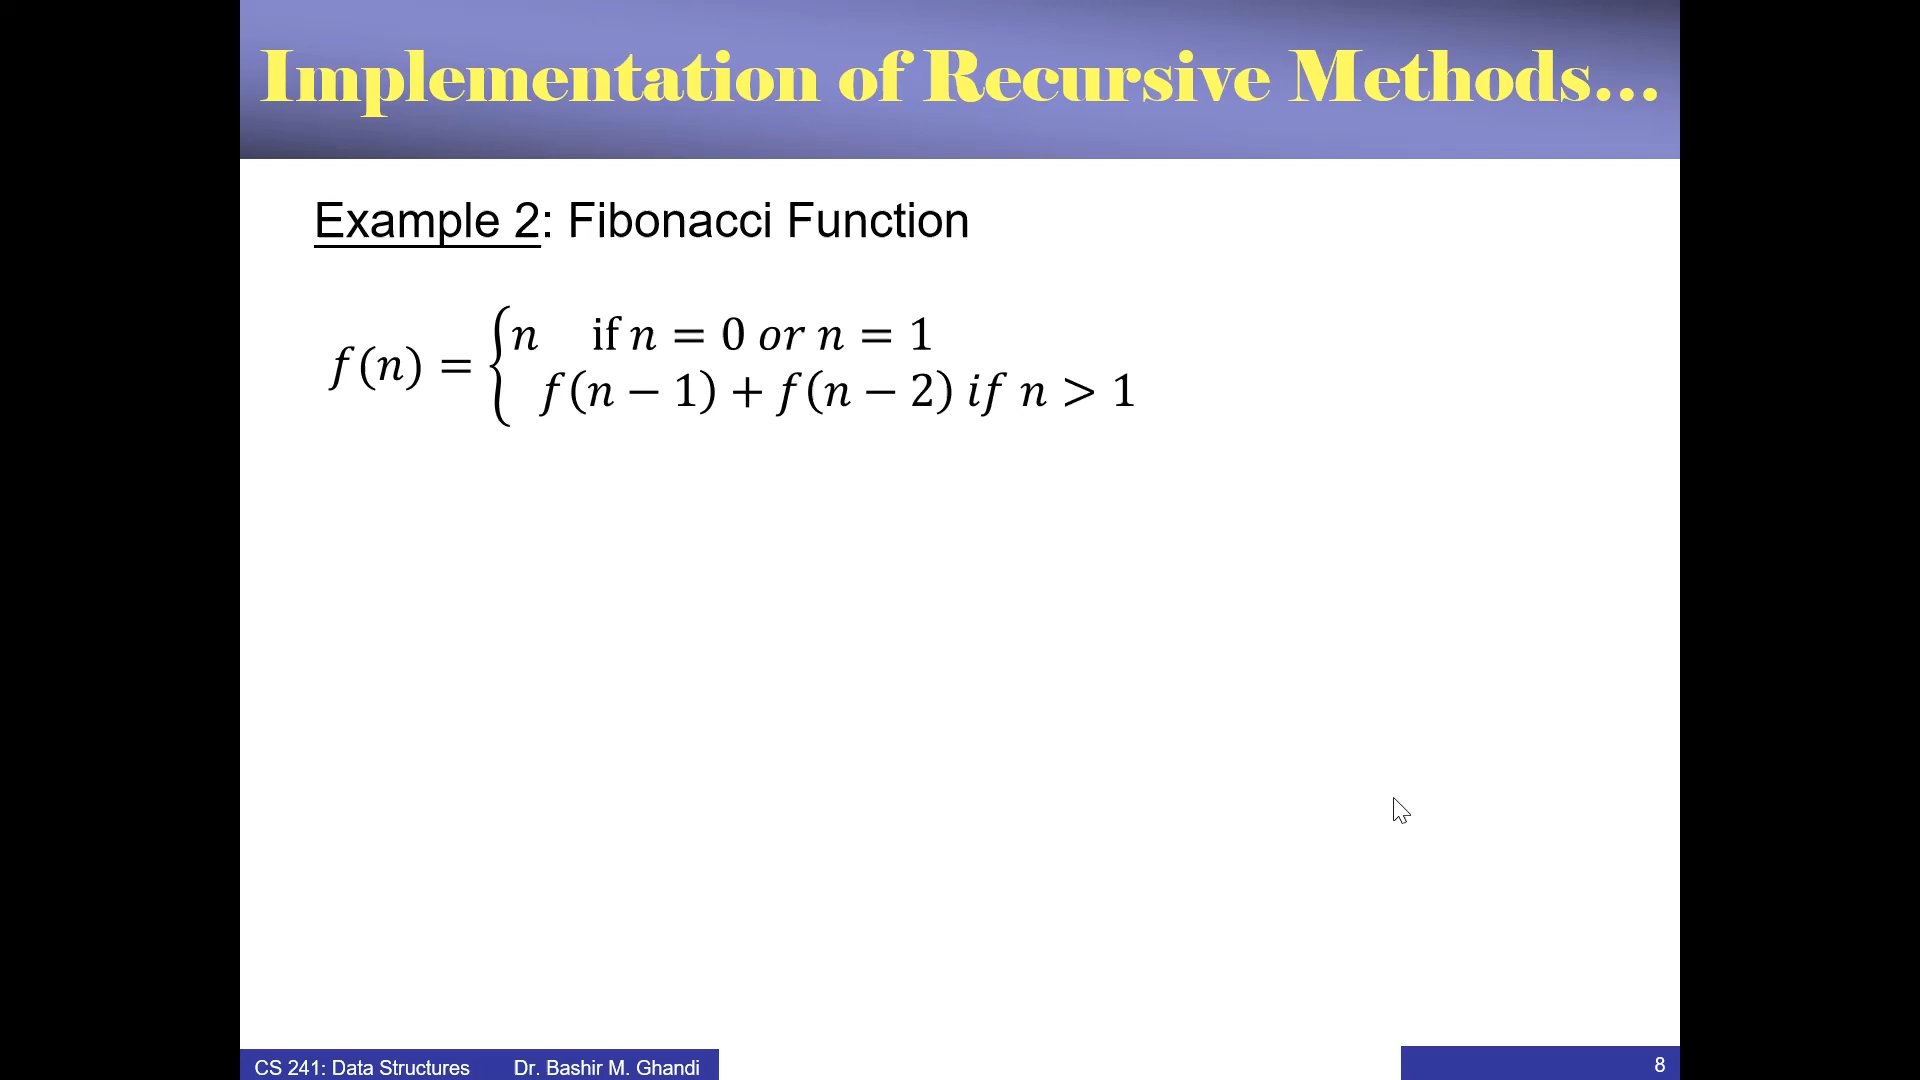 Implementation of Recursive Methods...
Example 2: Fibonacci Function
f(n) = { n if n = 0 or n = 1
f(n − 1) + f(n − 2) if n > 1
CS 241: Data Structures Dr. Bashir M. Ghandi
8